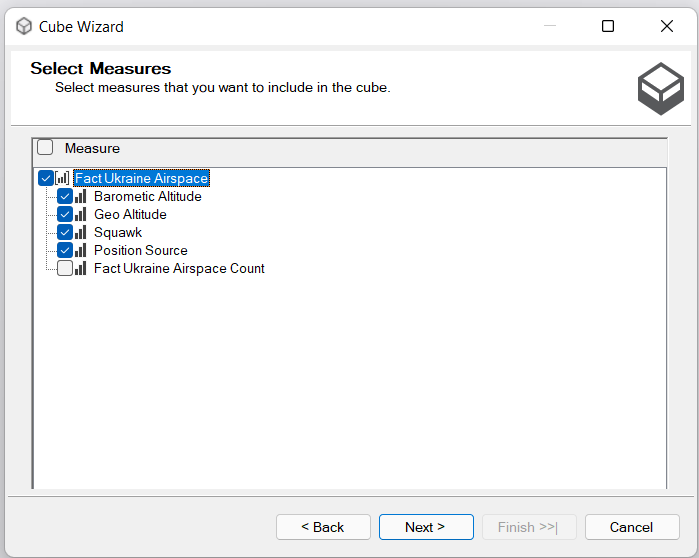 Cube Wizard
Select Measures
Select measures that you want to include in the cube.
Measure
Fact Ukraine Airspace
Barometic Altitude
Geo Altitude
Squawk
Position Source
Fact Ukraine Airspace Count
< Back
Next >
Finish >>|
Cancel